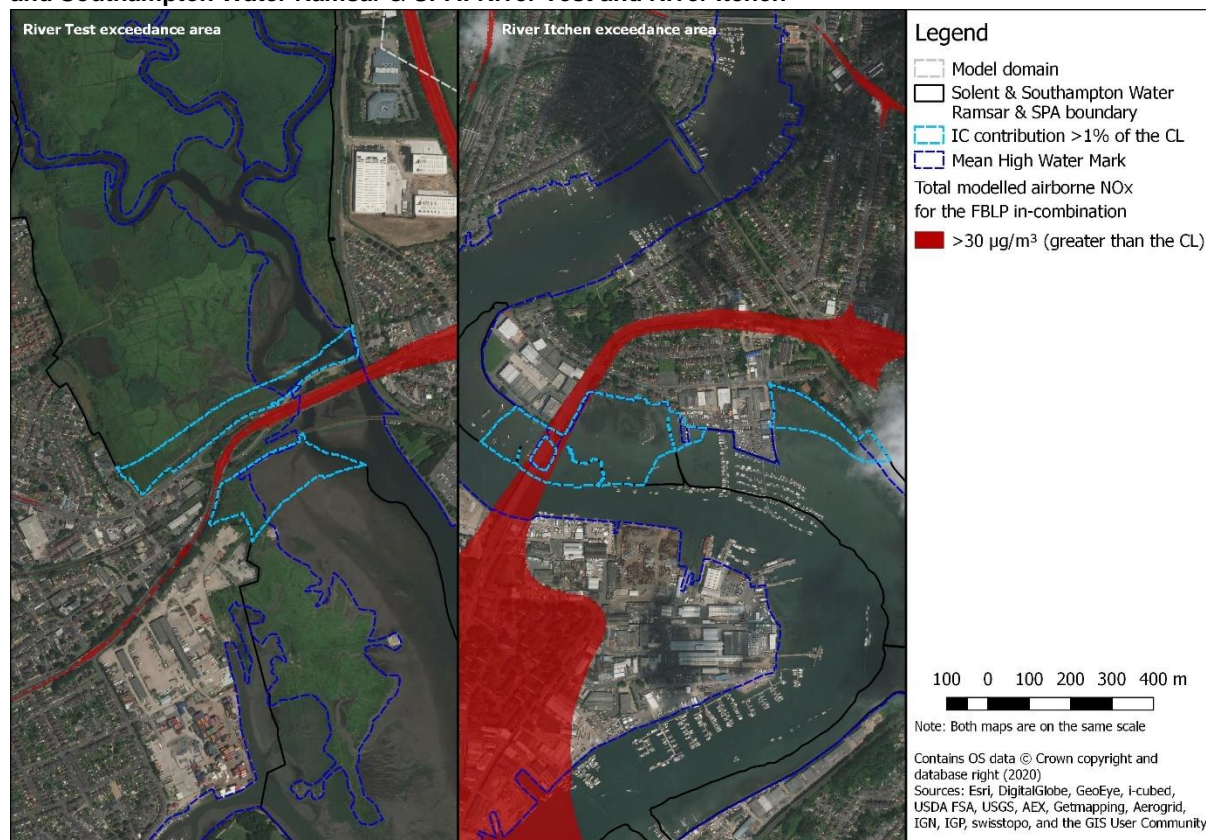 and Southampton Water Ramsar & SPA: River Test and River Itchen
River Test exceedance area
River Itchen exceedance area
Legend
Model domain
Solent & Southampton Water
Ramsar & SPA boundary
IC contribution >1% of the CL
Mean High Water Mark
Total modelled airborne NOx
for the FBLP in-combination
>30 µg/m³ (greater than the CL)
100 0 100 200 300 400 m
Note: Both maps are on the same scale
Contains OS data © Crown copyright and
database right (2020)
Sources: Esri, DigitalGlobe, GeoEye, i-cubed,
USDA FSA, USGS, AEX, Getmapping, Aerogrid,
IGN, IGP, swisstopo, and the GIS User Community